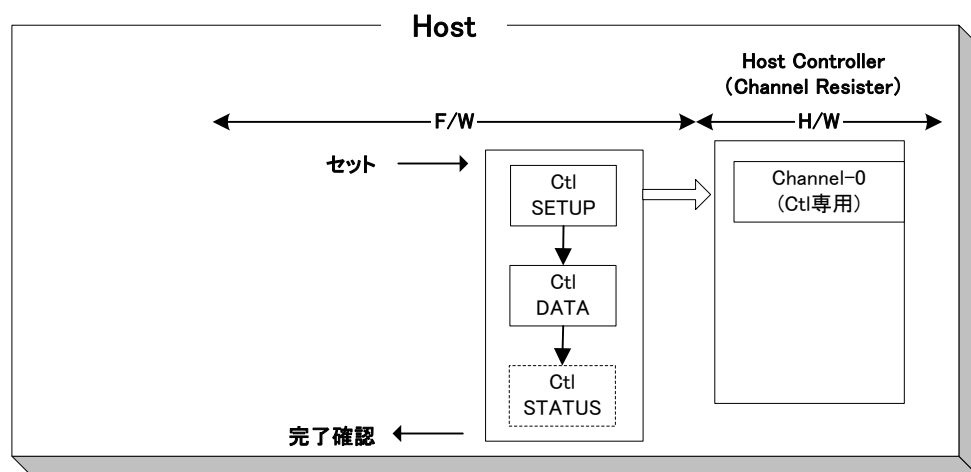 Host
Host Controller
(Channel Resister)
F/W
H/W
セット
Ctl
SETUP
Channel-0
(Ctl専用)
Ctl
DATA
Ctl
STATUS
完了確認